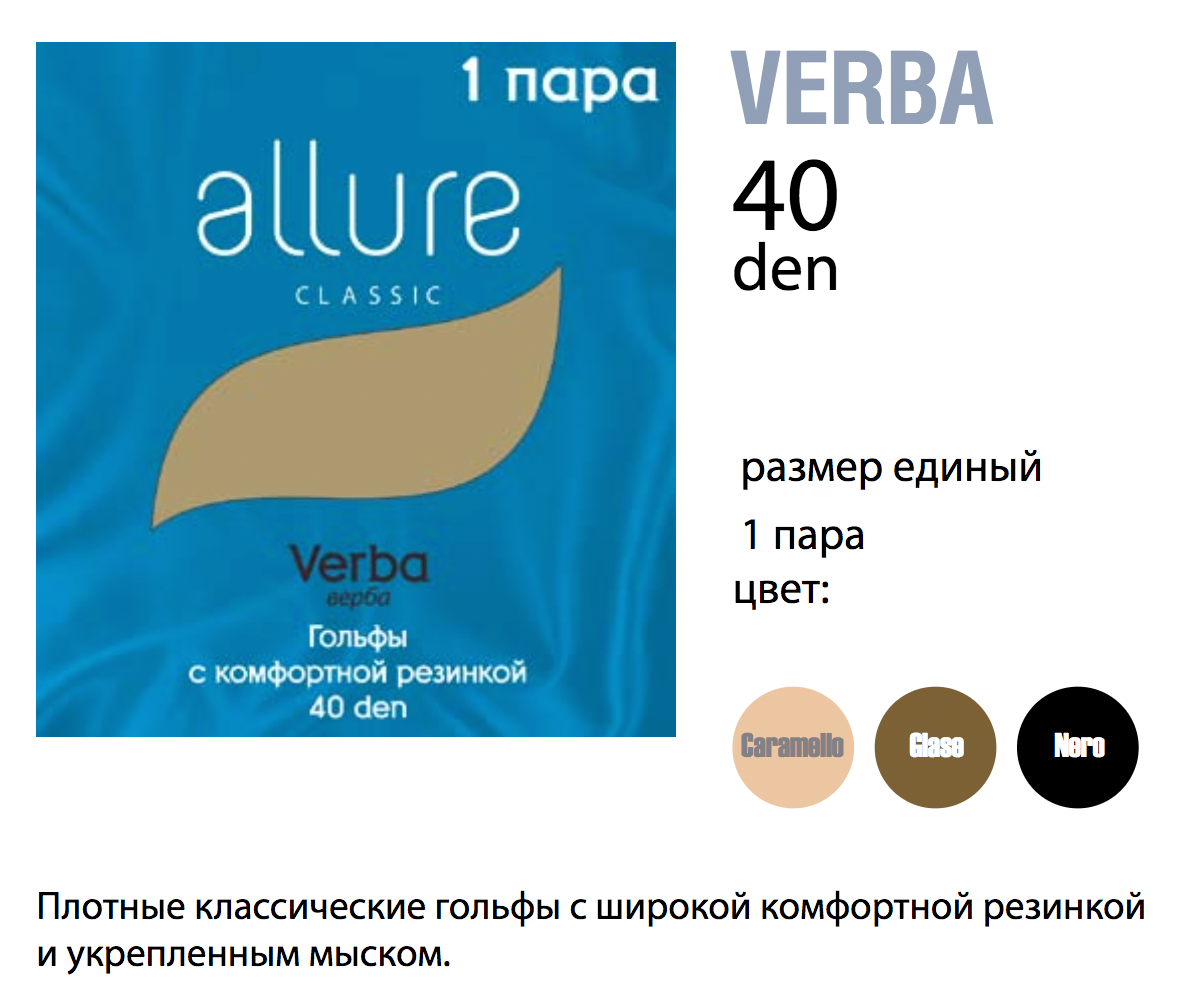 1 пара
allure
CLASSIC
Verba
верба
Гольфы
с комфортной резинкой
40 den
VERBA
40
den
размер единый
1 пара
цвет:
Caramello Glase Nero
Плотные классические гольфы с широкой комфортной резинкой
и укрепленным мыском.